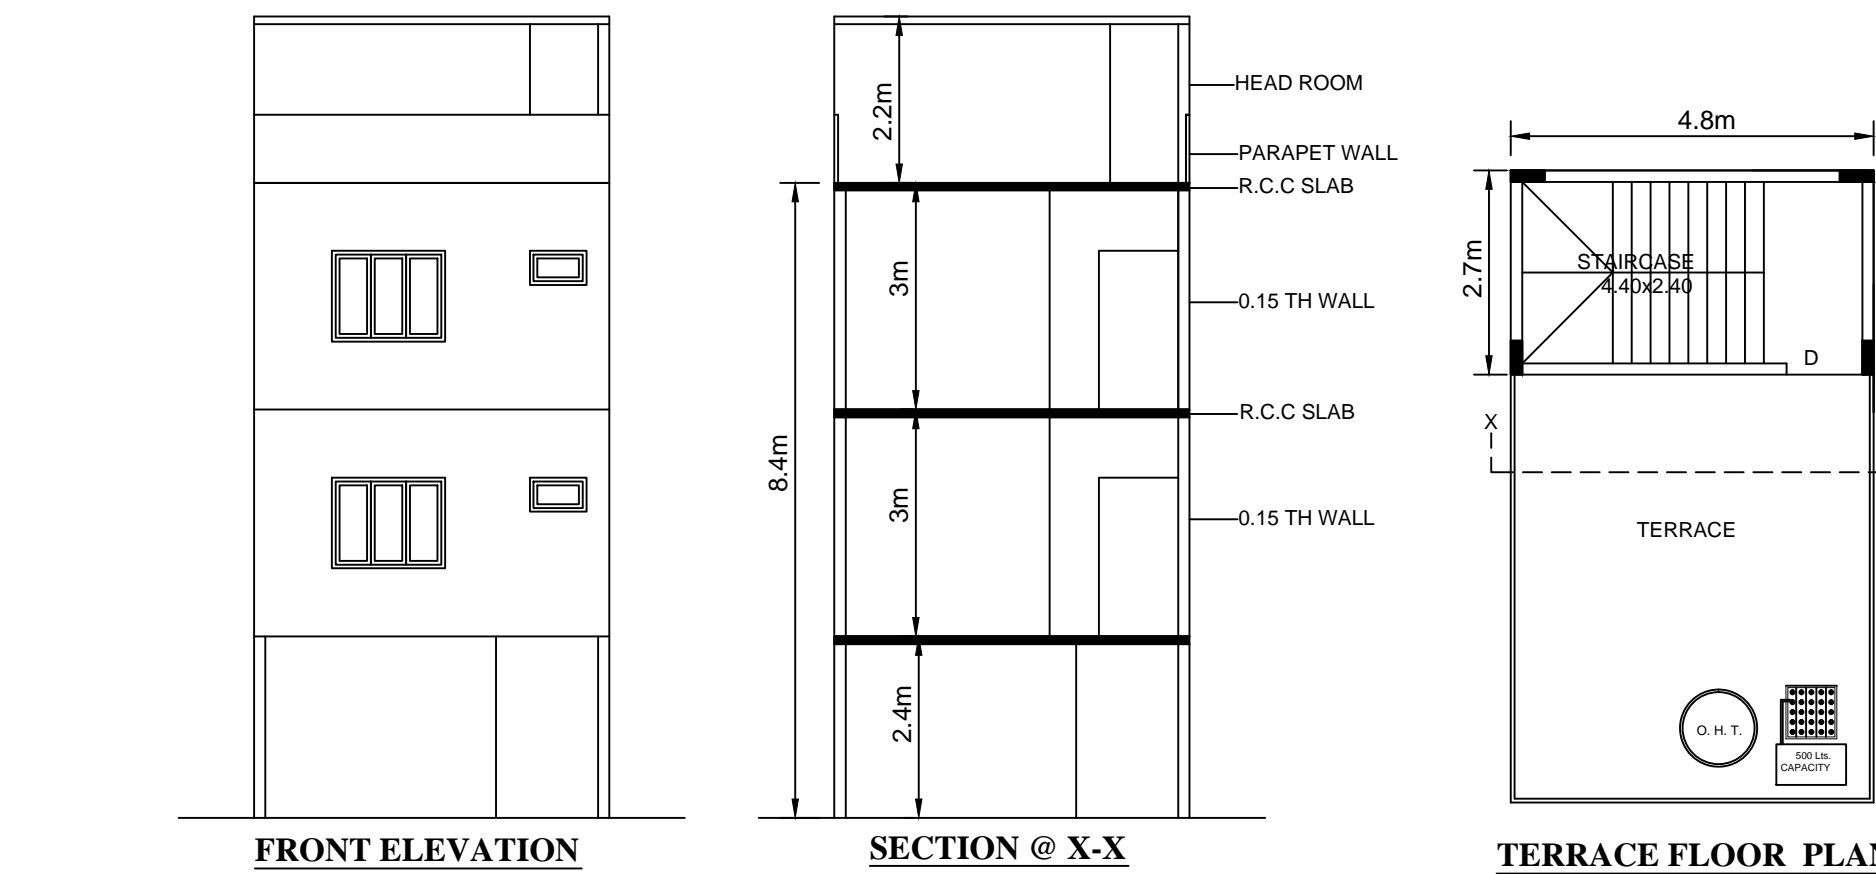 2.2m
HEAD ROOM
PARAPET WALL
R.C.C SLAB
3m
0.15 TH WALL
R.C.C SLAB
8.4m
3m
0.15 TH WALL
2.4m
4.8m
2.7m
STAIRCASE
4.40x2.40
D
X
TERRACE
O. H. T.
500 Lts.
CAPACITY
FRONT ELEVATION
SECTION @ X-X
TERRACE FLOOR PLAN